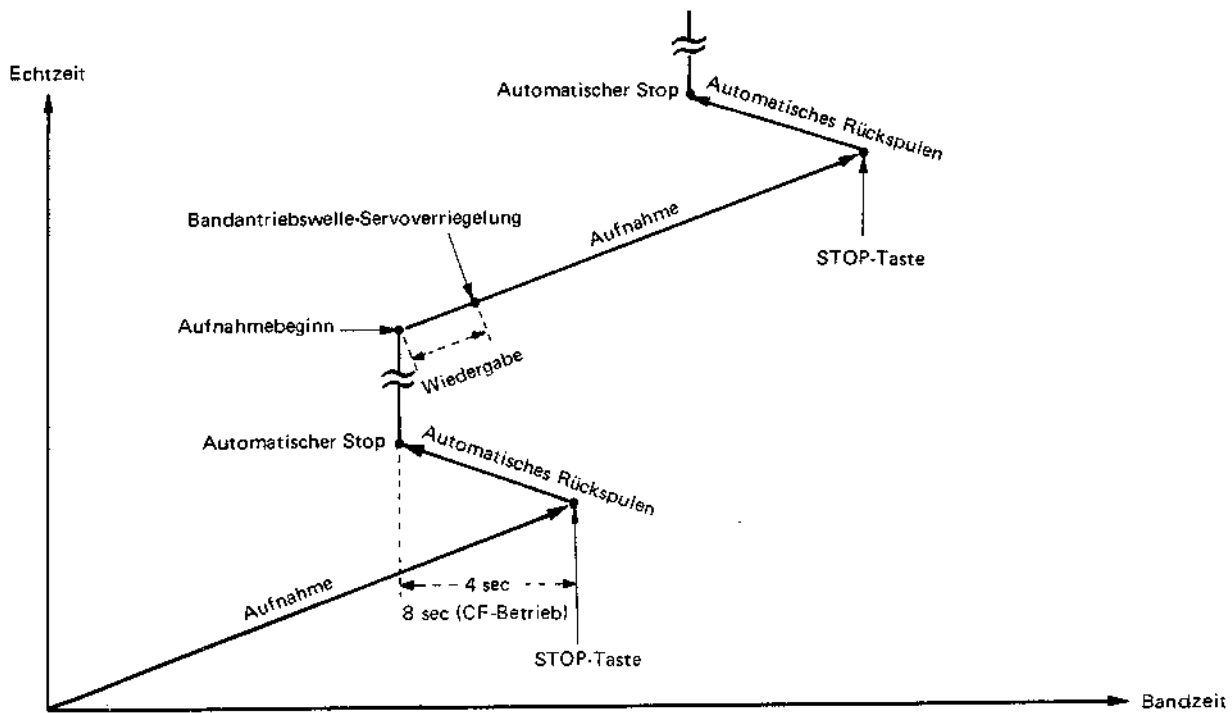 Echtzeit
Automatischer Stop
Automatisches Rückspulen
Bandantriebswelle-Servoverriegelung
Aufnahme
STOP-Taste
Aufnahmebeginn
Wiedergabe
Automatischer Stop
Automatisches Rückspulen
Aufnahme
4 sec
8 sec (CF-Betrieb)
STOP-Taste
Bandzeit